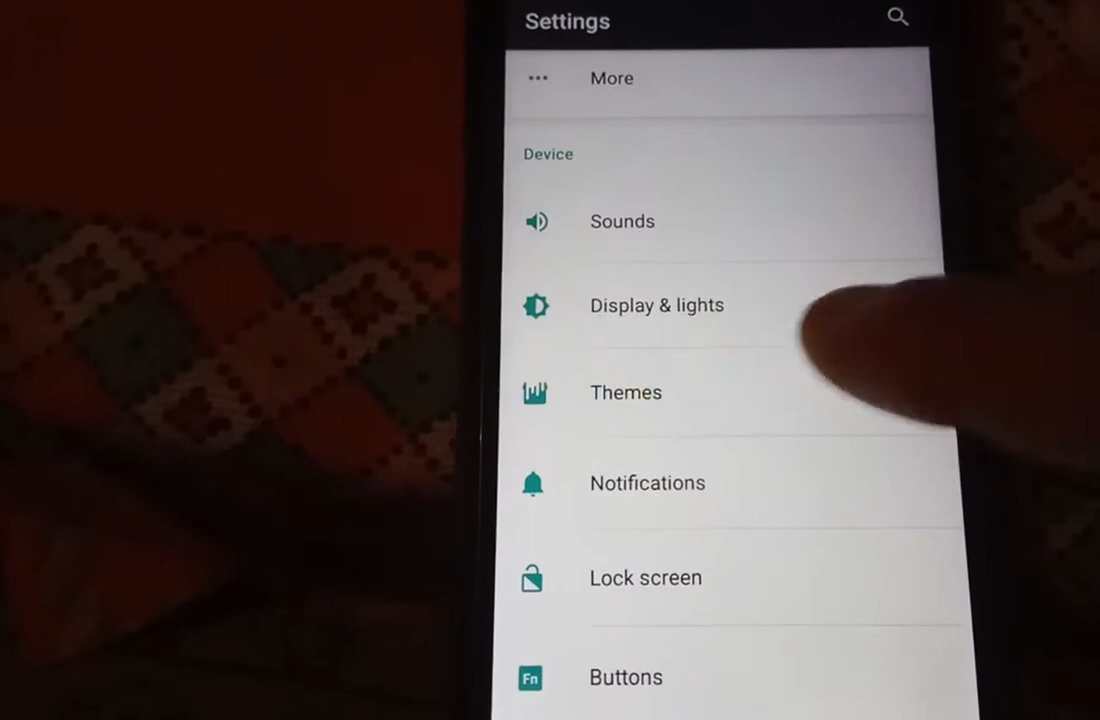 Settings
More
Device
Sounds
Display & lights
Themes
Notifications
Lock screen
Fn Buttons